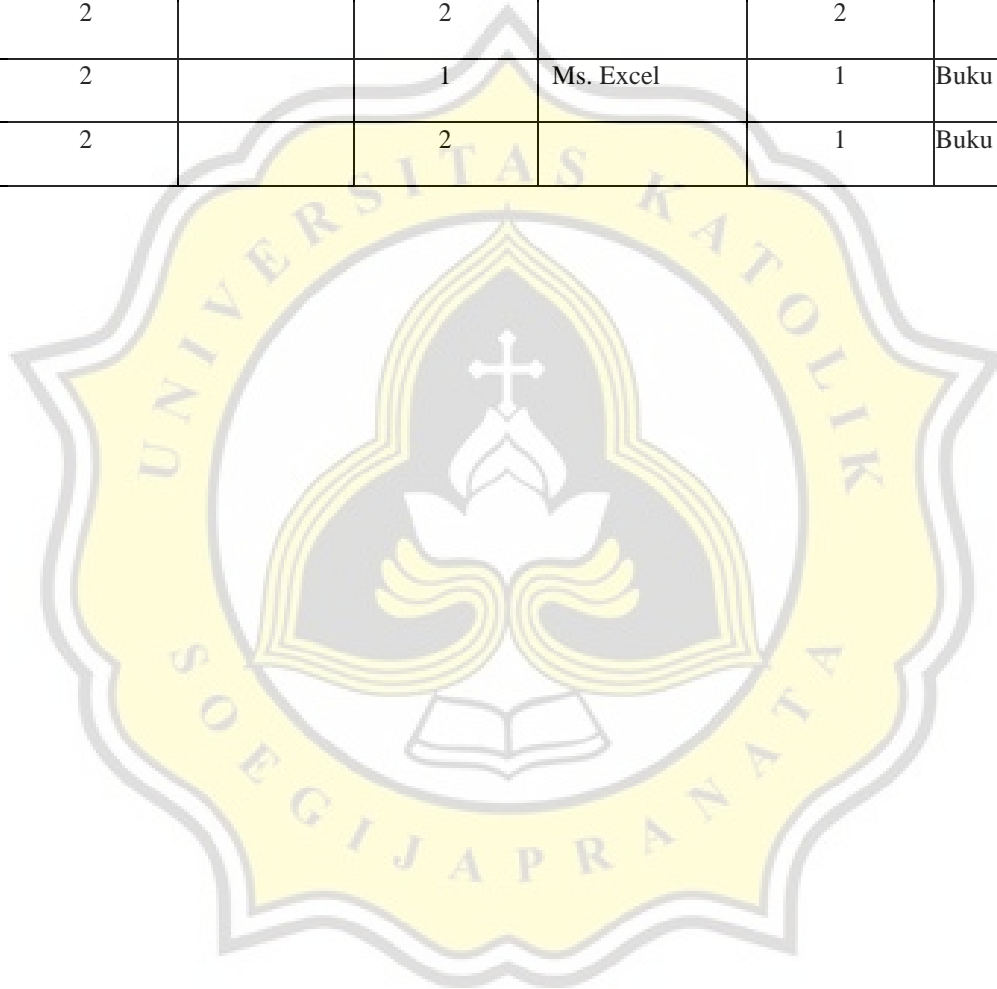 2 2 2
2 1 Ms. Excel 1 Buku
2 2 1 Buku
UNIVERSITAS KATOLIK
SOEGIJAPRANATA